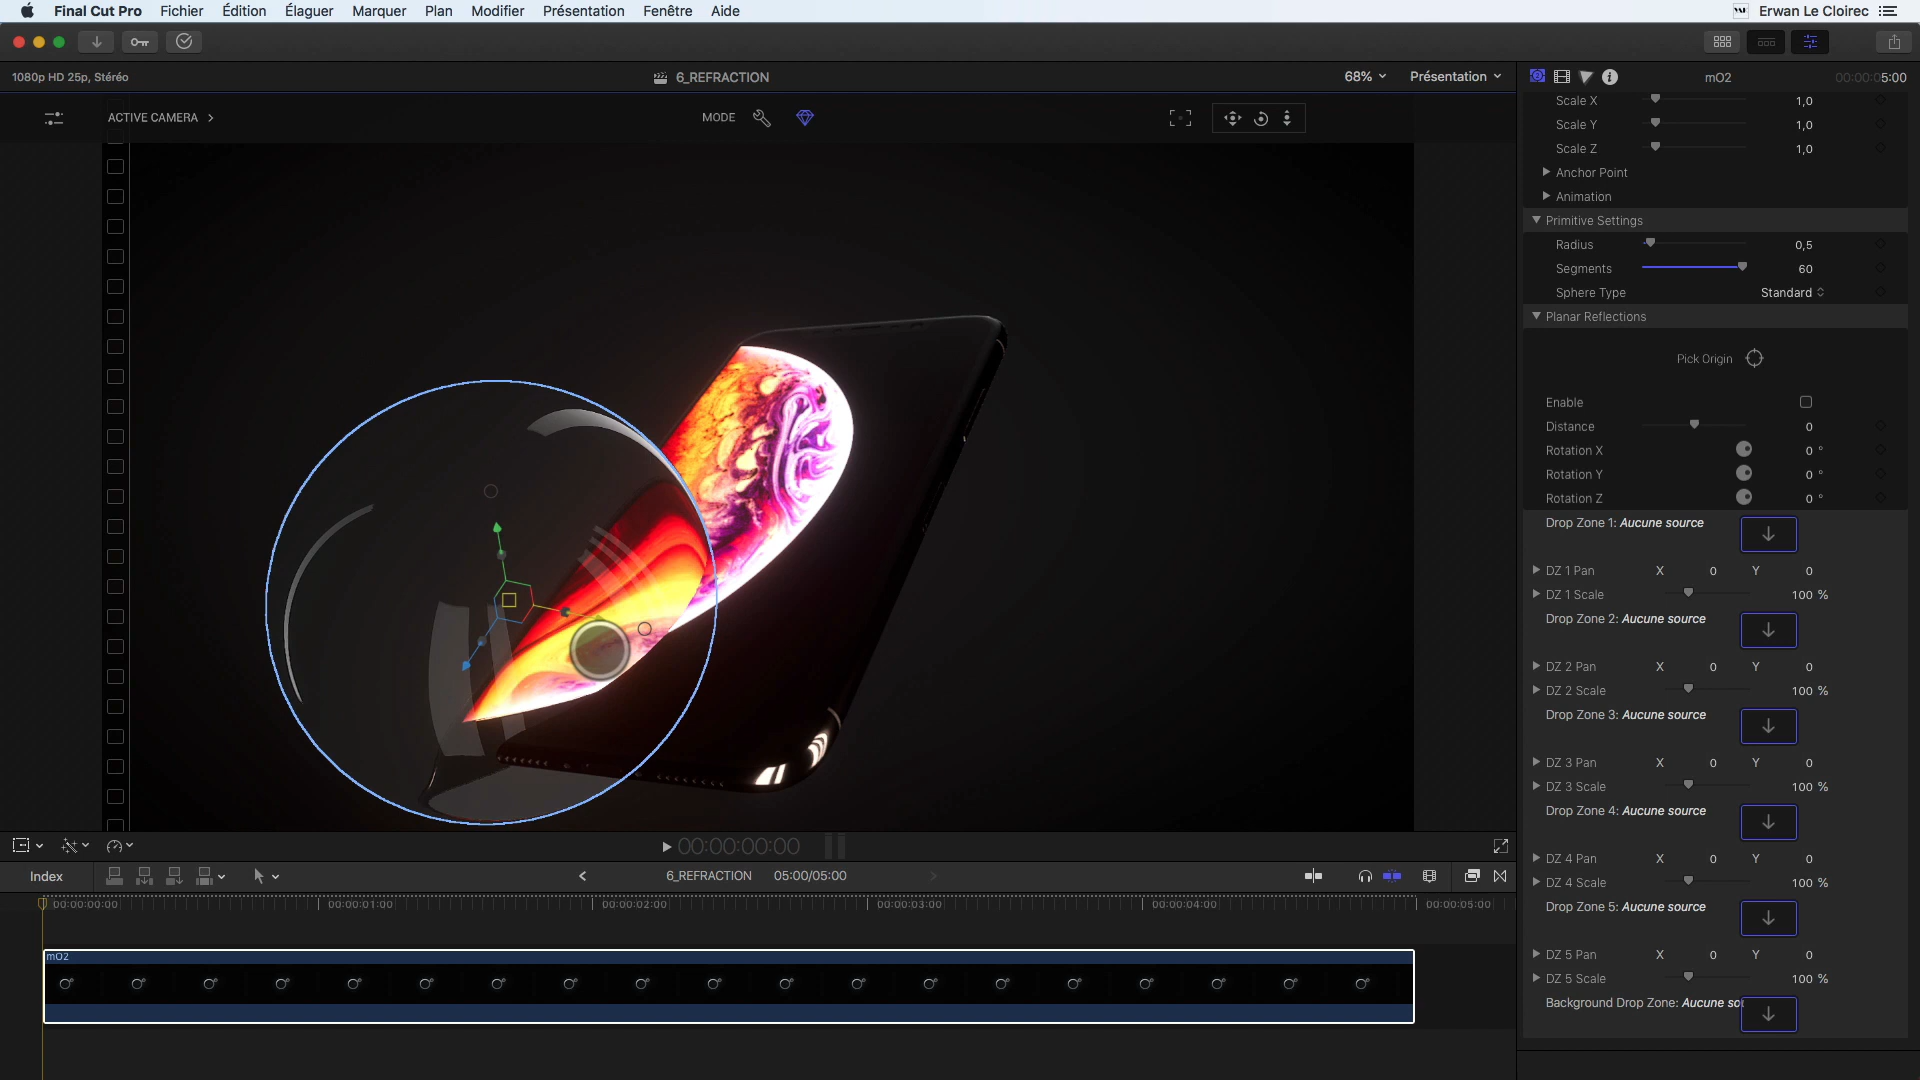 Final Cut Pro Fichier Édition Élaguer Marquer Plan Modifier Présentation Fenêtre Aide Erwan Le Cloirec
1080p HD 25p, Stéréo 6_REFRACTION 68% Présentation mO2 00:00:05:00
ACTIVE CAMERA MODE
Scale X 1,0
Scale Y 1,0
Scale Z 1,0
Anchor Point
Animation
Primitive Settings
Radius 0,5
Segments 60
Sphere Type Standard
Planar Reflections
Pick Origin
Enable
Distance 0
Rotation X 0 °
Rotation Y 0 °
Rotation Z 0 °
Drop Zone 1: Aucune source
DZ 1 Pan X 0 Y 0
DZ 1 Scale 100 %
Drop Zone 2: Aucune source
DZ 2 Pan X 0 Y 0
DZ 2 Scale 100 %
Drop Zone 3: Aucune source
DZ 3 Pan X 0 Y 0
DZ 3 Scale 100 %
Drop Zone 4: Aucune source
DZ 4 Pan X 0 Y 0
DZ 4 Scale 100 %
Drop Zone 5: Aucune source
DZ 5 Pan X 0 Y 0
DZ 5 Scale 100 %
Background Drop Zone: Aucune so
00:00:00:00
Index 6_REFRACTION 05:00/05:00
00:00:00:00 00:00:01:00 00:00:02:00 00:00:03:00 00:00:04:00 00:00:05:00
mO2